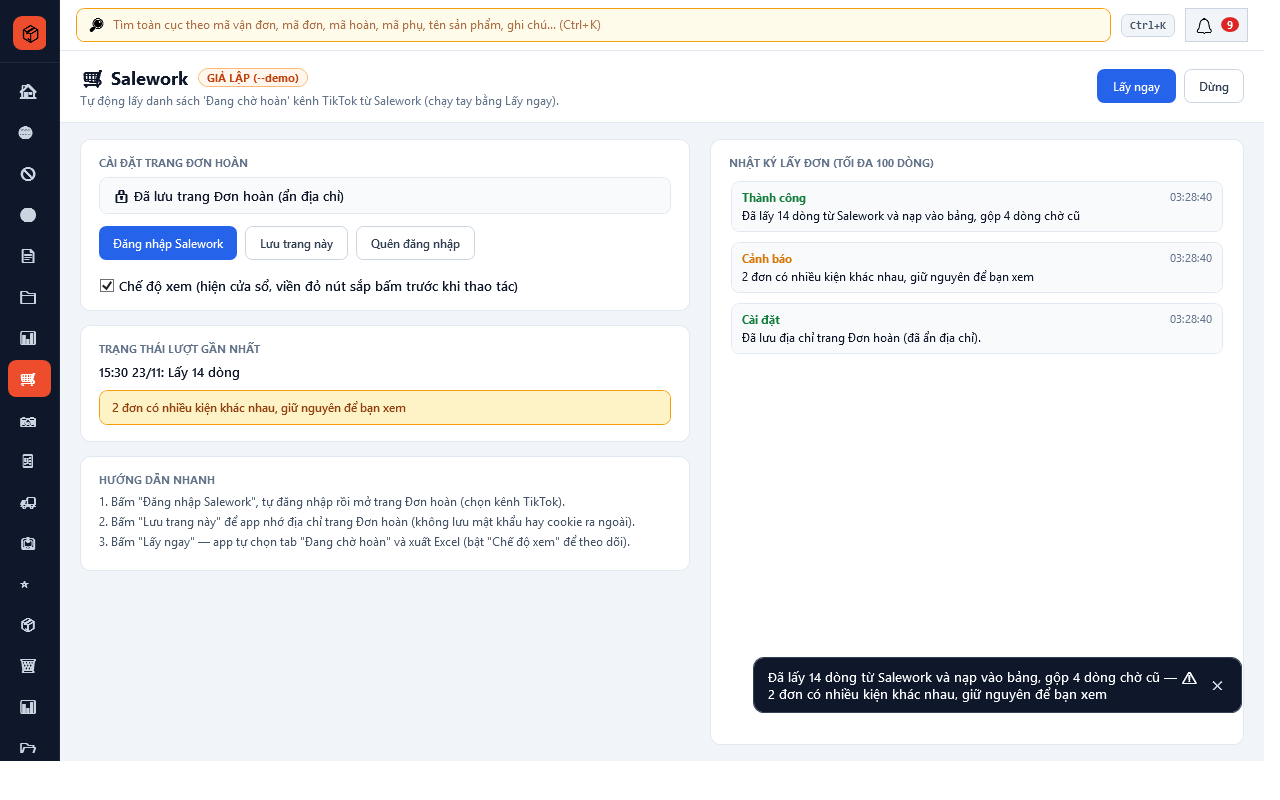 Tìm toàn cục theo mã vận đơn, mã đơn, mã hoàn, mã phụ, tên sản phẩm, ghi chú... (Ctrl+K)
Ctrl+K
9
Salework
GIẢ LẬP (--demo)
Tự động lấy danh sách 'Đang chờ hoàn' kênh TikTok từ Salework (chạy tay bằng Lấy ngay).
Lấy ngay
Dừng
CÀI ĐẶT TRANG ĐƠN HOÀN
Đã lưu trang Đơn hoàn (ẩn địa chỉ)
Đăng nhập Salework
Lưu trang này
Quên đăng nhập
Chế độ xem (hiện cửa sổ, viền đỏ nút sắp bấm trước khi thao tác)
TRẠNG THÁI LƯỢT GẦN NHẤT
15:30 23/11: Lấy 14 dòng
2 đơn có nhiều kiện khác nhau, giữ nguyên để bạn xem
HƯỚNG DẪN NHANH
1. Bấm "Đăng nhập Salework", tự đăng nhập rồi mở trang Đơn hoàn (chọn kênh TikTok).
2. Bấm "Lưu trang này" để app nhớ địa chỉ trang Đơn hoàn (không lưu mật khẩu hay cookie ra ngoài).
3. Bấm "Lấy ngay" — app tự chọn tab "Đang chờ hoàn" và xuất Excel (bật "Chế độ xem" để theo dõi).
NHẬT KÝ LẤY ĐƠN (TỐI ĐA 100 DÒNG)
Thành công
03:28:40
Đã lấy 14 dòng từ Salework và nạp vào bảng, gộp 4 dòng chờ cũ
Cảnh báo
03:28:40
2 đơn có nhiều kiện khác nhau, giữ nguyên để bạn xem
Cài đặt
03:28:40
Đã lưu địa chỉ trang Đơn hoàn (đã ẩn địa chỉ).
Đã lấy 14 dòng từ Salework và nạp vào bảng, gộp 4 dòng chờ cũ — ⚠
2 đơn có nhiều kiện khác nhau, giữ nguyên để bạn xem